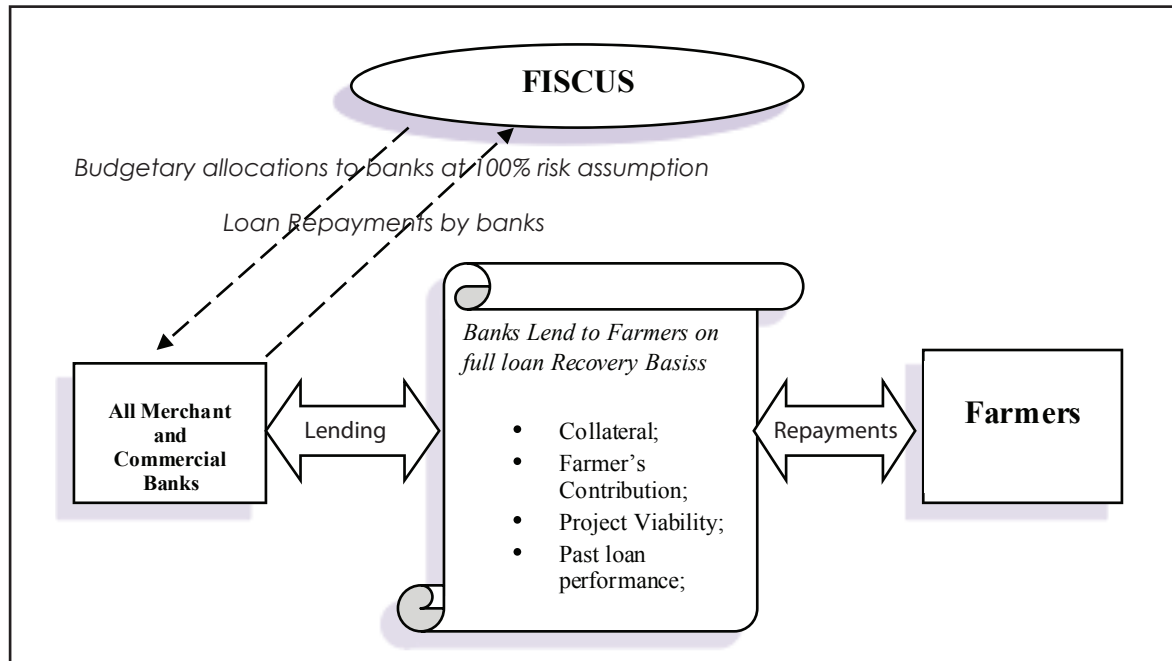 FISCUS
Budgetary allocations to banks at 100% risk assumption
Loan Repayments by banks
All Merchant
and
Commercial
Banks
Lending
Banks Lend to Farmers on
full loan Recovery Basiss
• Collateral;
• Farmer’s
Contribution;
• Project Viability;
• Past loan
performance;
Repayments
Farmers